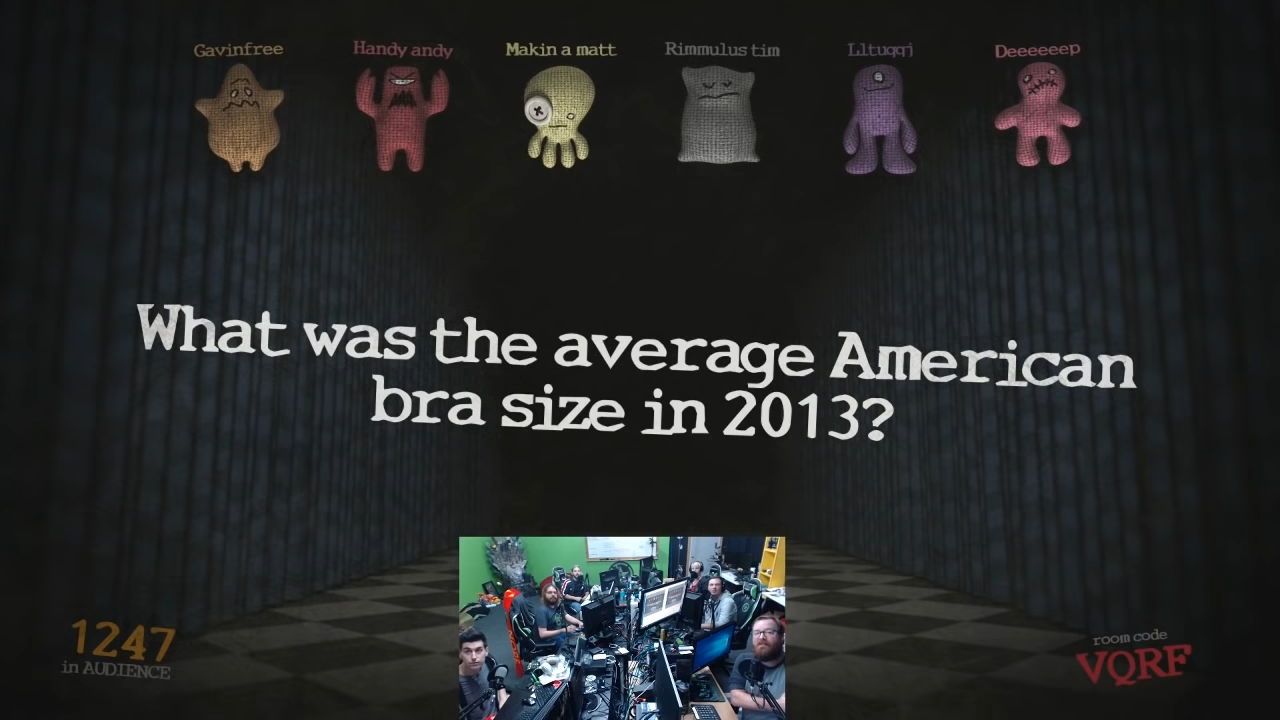 Gavinfree
Handy andy
Makin a matt
Rimmulus tim
Lltuqqj
Deeeeeep
What was the average American
bra size in 2013?
1247
in AUDIENCE
room code
VQRF